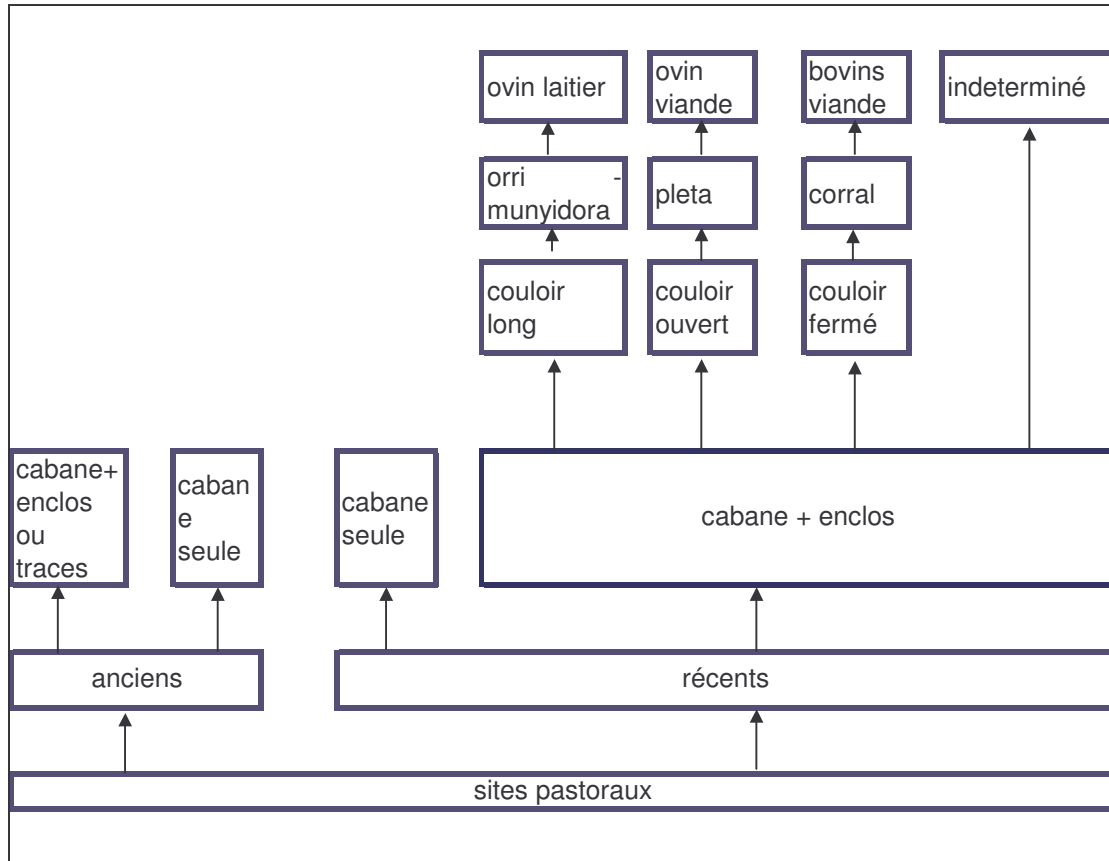 ovin laitier
ovin
viande
bovins
viande
indeterminé
orri -
munyidora
pleta
corral
couloir
long
couloir
ouvert
couloir
fermé
cabane+
enclos
ou
traces
caban
e
seule
cabane
seule
cabane + enclos
anciens
récents
sites pastoraux